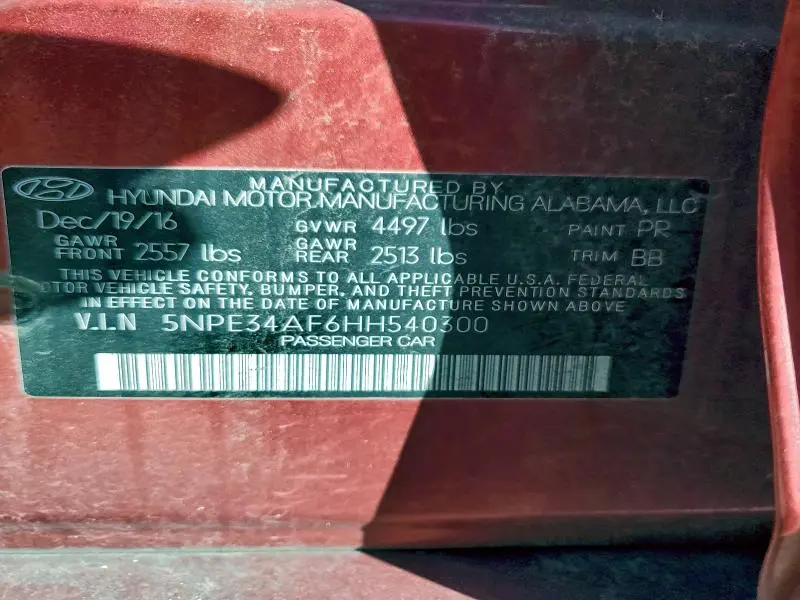 MANUFACTURED BY
HYUNDAI MOTOR MANUFACTURING ALABAMA, LLC
Dec/19/16 GVWR 4497 lbs PAINT PR
GAWR FRONT 2557 lbs GAWR REAR 2513 lbs TRIM BB
THIS VEHICLE CONFORMS TO ALL APPLICABLE U.S.A. FEDERAL
MOTOR VEHICLE SAFETY, BUMPER, AND THEFT PREVENTION STANDARDS
IN EFFECT ON THE DATE OF MANUFACTURE SHOWN ABOVE
V.I.N 5NPE34AF6HH540300
PASSENGER CAR